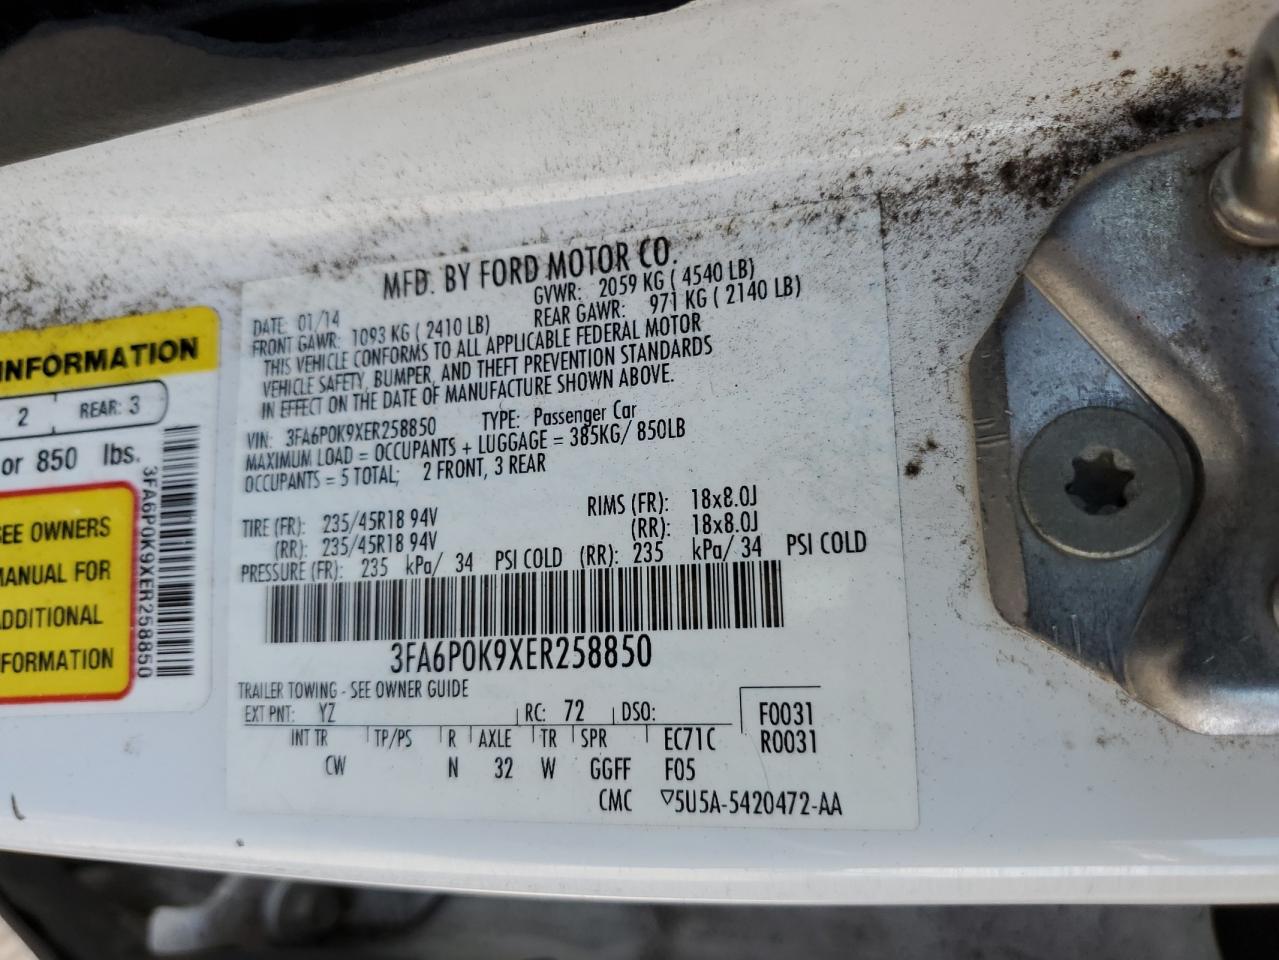 INFORMATION
2 REAR: 3
or 850 lbs.
SEE OWNERS
MANUAL FOR
ADDITIONAL
INFORMATION
3FA6P0K9XER258850
MFD. BY FORD MOTOR CO.
DATE: 01/14 GVWR: 2059 KG ( 4540 LB)
FRONT GAWR: 1093 KG ( 2410 LB) REAR GAWR: 971 KG ( 2140 LB)
THIS VEHICLE CONFORMS TO ALL APPLICABLE FEDERAL MOTOR
VEHICLE SAFETY, BUMPER, AND THEFT PREVENTION STANDARDS
IN EFFECT ON THE DATE OF MANUFACTURE SHOWN ABOVE.
VIN: 3FA6P0K9XER258850 TYPE: Passenger Car
MAXIMUM LOAD = OCCUPANTS + LUGGAGE = 385KG/ 850LB
OCCUPANTS = 5 TOTAL; 2 FRONT, 3 REAR
TIRE (FR): 235/45R18 94V RIMS (FR): 18x8.0J
(RR): 235/45R18 94V (RR): 18x8.0J
PRESSURE (FR): 235 kPa/ 34 PSI COLD (RR): 235 kPa/ 34 PSI COLD
3FA6P0K9XER258850
TRAILER TOWING - SEE OWNER GUIDE
EXT PNT: YZ RC: 72 DSO: F0031
INT TR TP/PS R AXLE TR SPR EC71C R0031
CW N 32 W GGFF F05
CMC ▽5U5A-5420472-AA